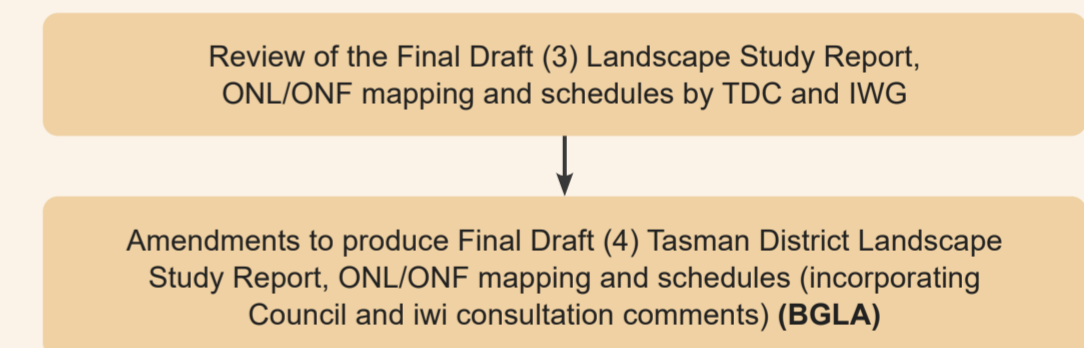 Review of the Final Draft (3) Landscape Study Report,
ONL/ONF mapping and schedules by TDC and IWG
Amendments to produce Final Draft (4) Tasman District Landscape
Study Report, ONL/ONF mapping and schedules (incorporating
Council and iwi consultation comments) (BGLA)